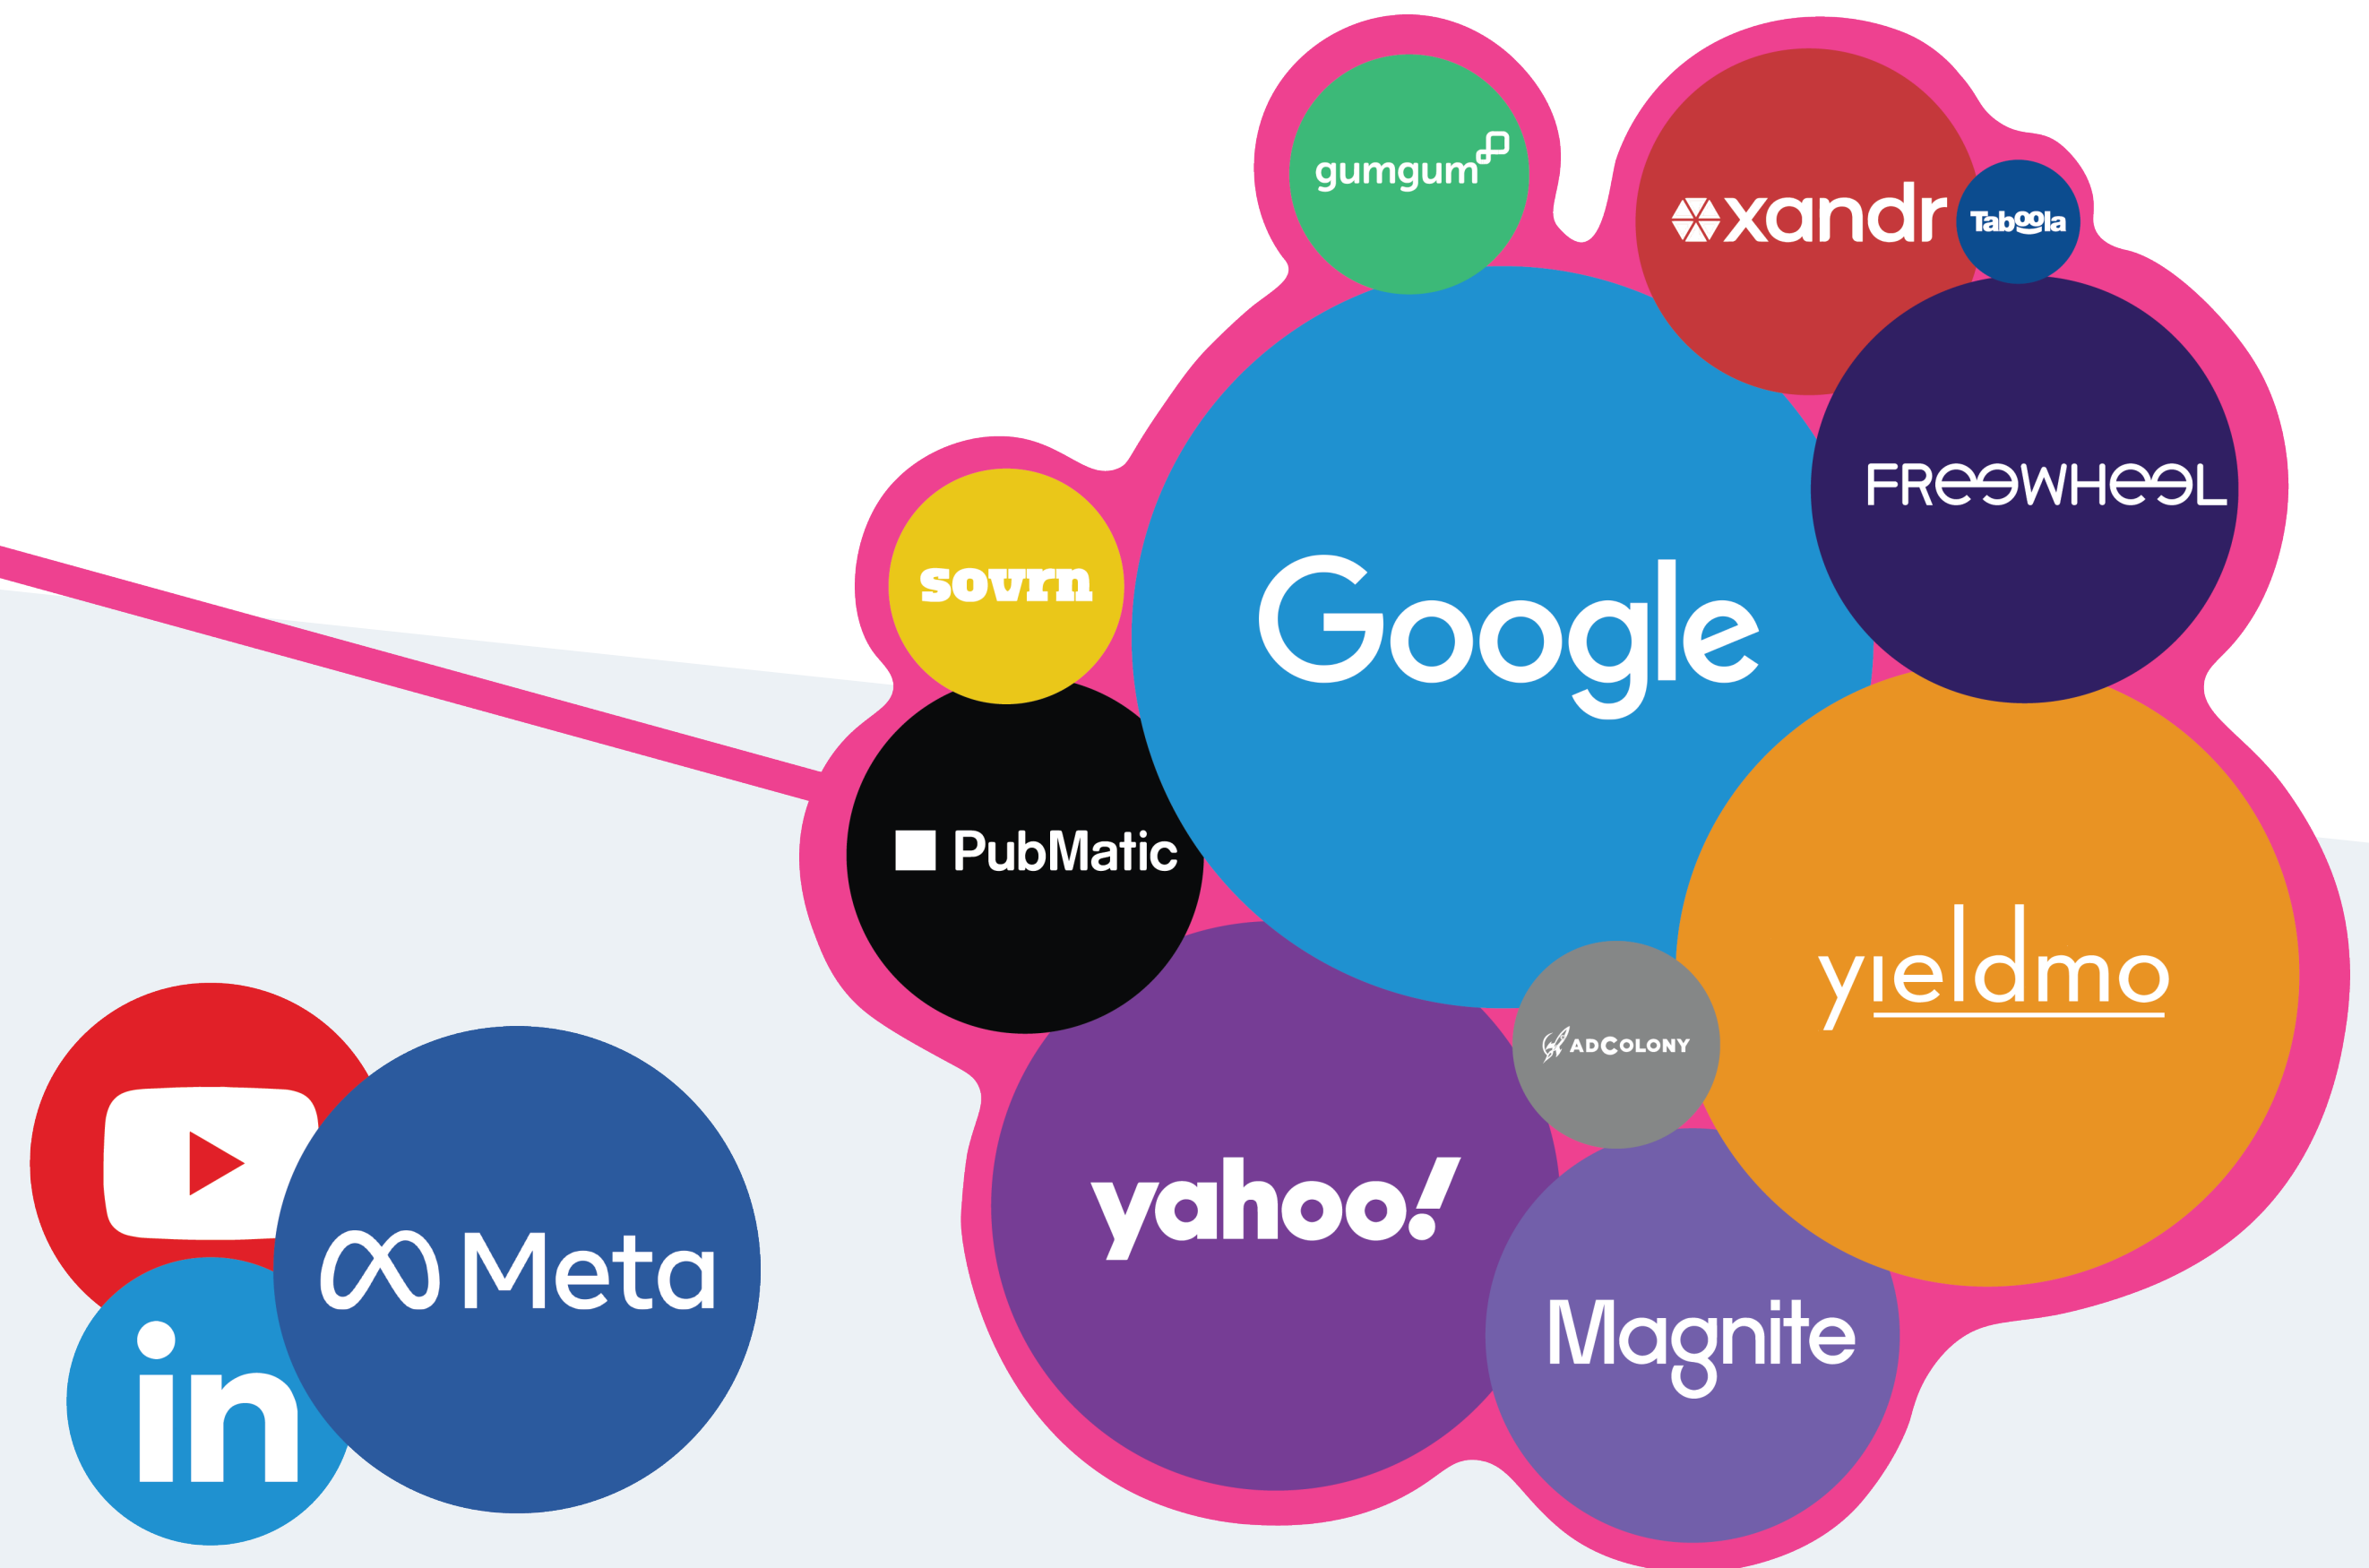 gumgum
xandr
Taboola
FREEWHEEL
sovrn
Google
PubMatic
yieldmo
ADCOLONY
yahoo!
Magnite
Meta
in